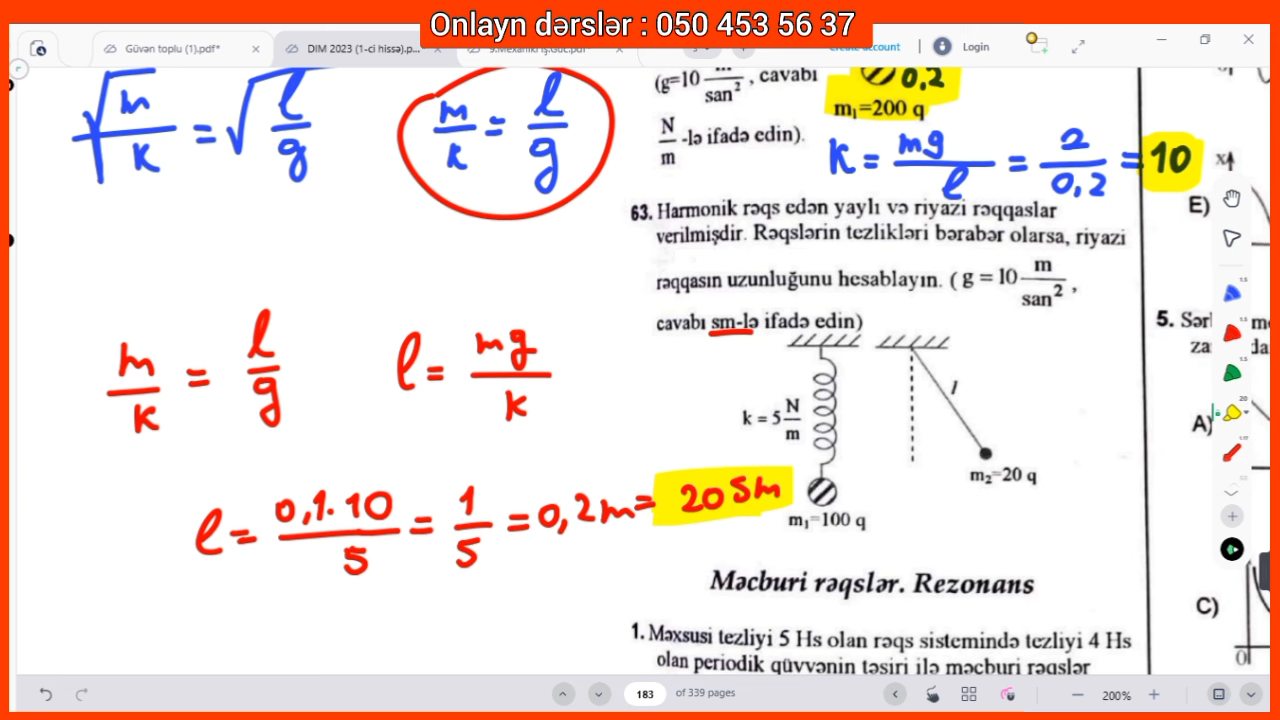 Onlayn dərslər : 050 453 56 37
Güvən toplu (1).pdf*
DIM 2023 (1-ci hissə).p...
9.Mexaniki iş.Güc.pdf*
Create account
Login
√m/k = √l/g
m/k = l/g
(g=10 m/san², cavabı
N/m -lə ifadə edin).
0,2
m₁=200 q
k = mg/l = 2/0,2 = 10
63. Harmonik rəqs edən yaylı və riyazi rəqqaslar
verilmişdir. Rəqslərin tezlikləri bərabər olarsa, riyazi
rəqqasın uzunluğunu hesablayın. ( g = 10 m/san² ,
cavabı sm-lə ifadə edin)
m/k = l/g
l = mg/k
k = 5 N/m
l
m₂=20 q
m₁=100 q
l = 0,1·10/5 = 1/5 = 0,2m = 20sm
Məcburi rəqslər. Rezonans
1. Məxsusi tezliyi 5 Hs olan rəqs sistemində tezliyi 4 Hs
olan periodik qüvvənin təsiri ilə məcburi rəqslər
x
E)
5. Sər
za
A)
C)
0
183 of 339 pages
200%